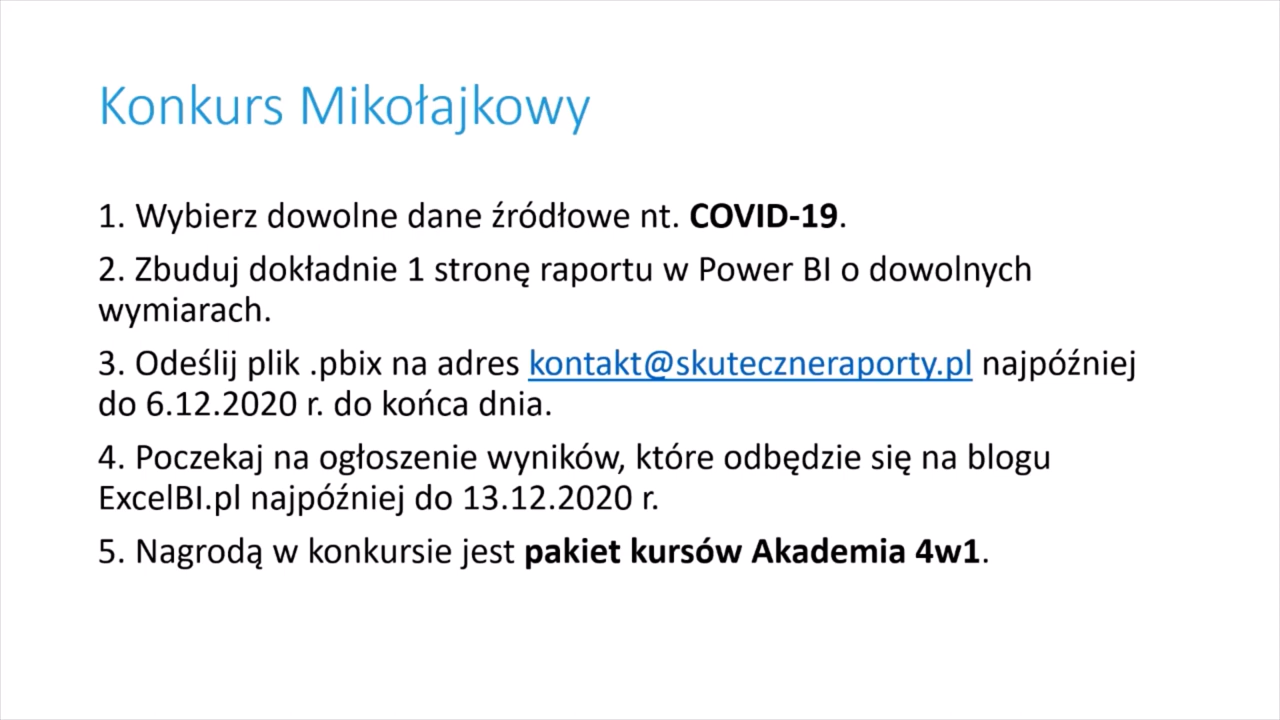 Konkurs Mikołajkowy
1. Wybierz dowolne dane źródłowe nt. COVID-19.
2. Zbuduj dokładnie 1 stronę raportu w Power BI o dowolnych
wymiarach.
3. Odeślij plik .pbix na adres kontakt@skuteczneraporty.pl najpóźniej
do 6.12.2020 r. do końca dnia.
4. Poczekaj na ogłoszenie wyników, które odbędzie się na blogu
ExcelBI.pl najpóźniej do 13.12.2020 r.
5. Nagrodą w konkursie jest pakiet kursów Akademia 4w1.